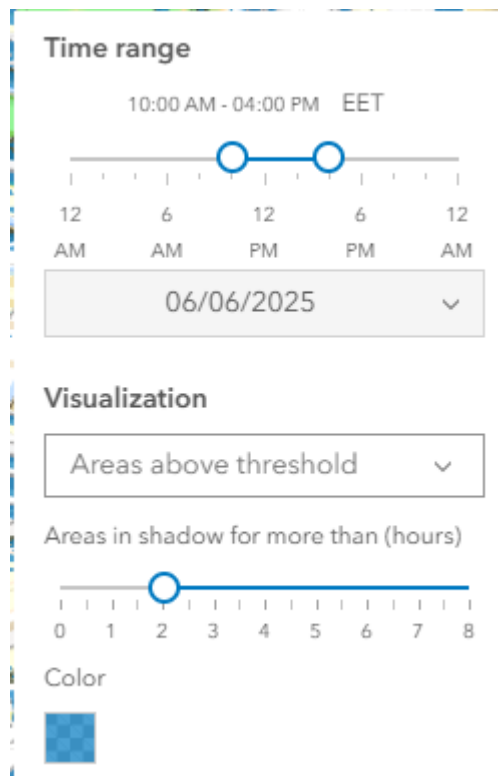 Time range
10:00 AM - 04:00 PM EET
12 6 12 6 12
AM AM PM PM AM
06/06/2025
Visualization
Areas above threshold
Areas in shadow for more than (hours)
0 1 2 3 4 5 6 7 8
Color